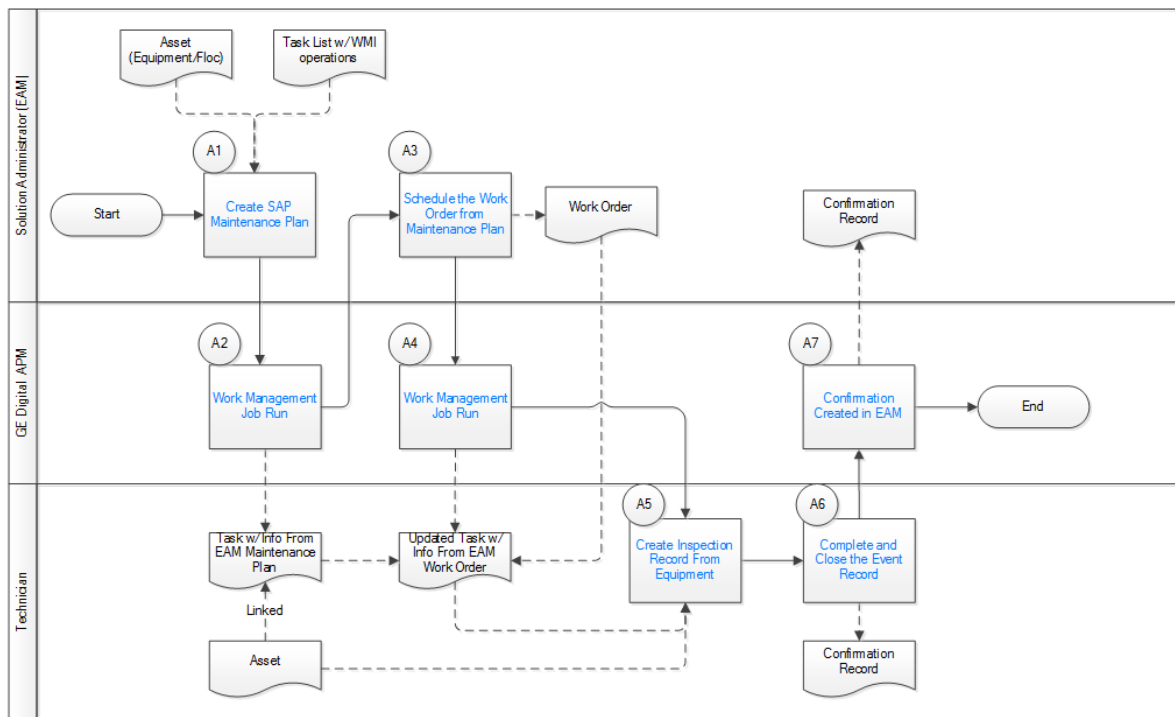 Solution Administrator (EAM)
Asset
(Equipment/Floc)
Task List w/WMI
operations
A1
A3
Start
Create SAP
Maintenance Plan
Schedule the Work
Order from
Maintenance Plan
Work Order
Confirmation
Record
GE Digital APM
A2
A4
A7
Work Management
Job Run
Work Management
Job Run
Confirmation
Created in EAM
End
Technician
A5
A6
Task w/Info From
EAM Maintenance
Plan
Updated Task w/
Info From EAM
Work Order
Create Inspection
Record From
Equipment
Complete and
Close the Event
Record
Linked
Asset
Confirmation
Record